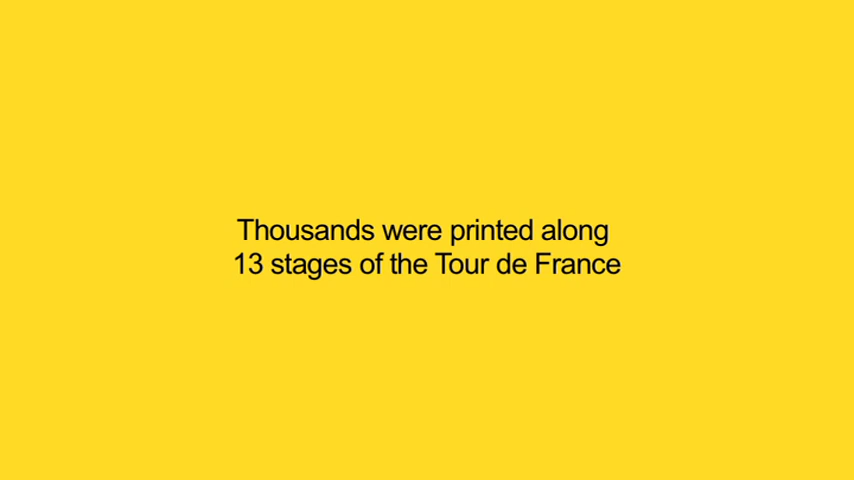 Thousands were printed along
13 stages of the Tour de France